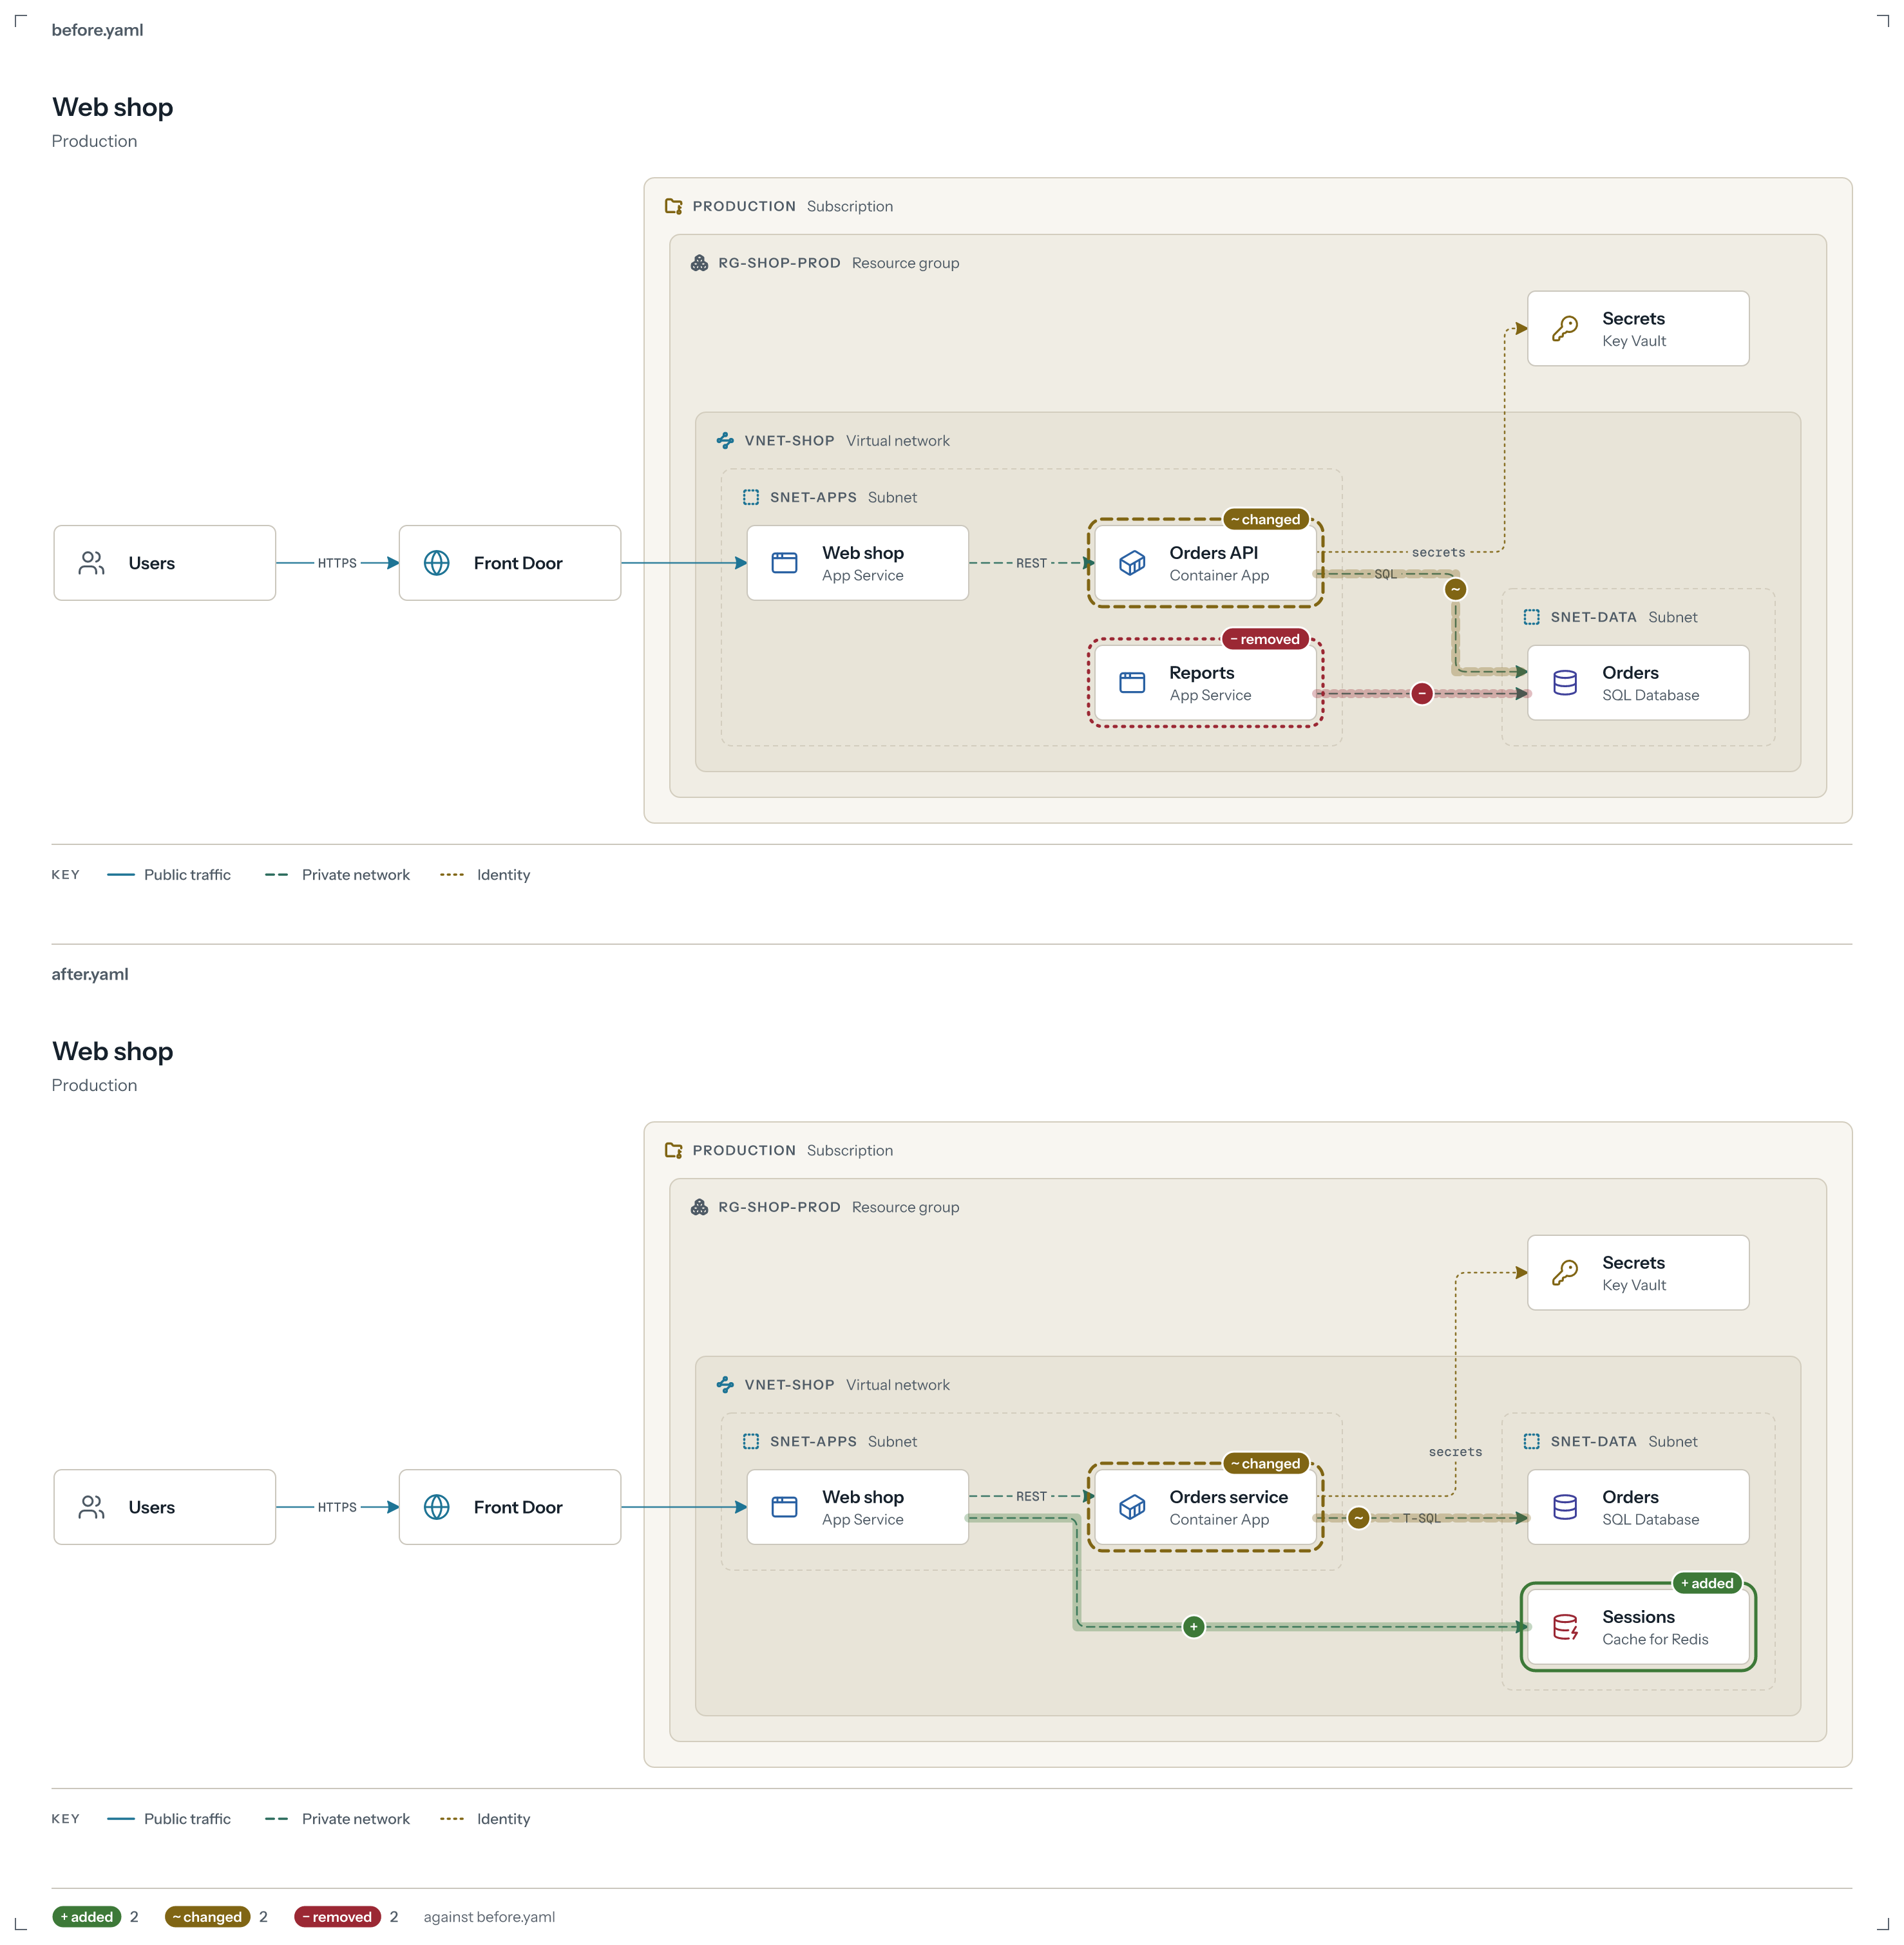 before.yaml
Web shop
Production
PRODUCTION Subscription
RG-SHOP-PROD Resource group
Secrets
Key Vault
VNET-SHOP Virtual network
SNET-APPS Subnet
~ changed
Users
HTTPS
Front Door
Web shop
App Service
REST
Orders API
Container App
secrets
SQL
~
SNET-DATA Subnet
− removed
Reports
App Service
−
Orders
SQL Database
KEY Public traffic Private network Identity
after.yaml
Web shop
Production
PRODUCTION Subscription
RG-SHOP-PROD Resource group
Secrets
Key Vault
VNET-SHOP Virtual network
SNET-APPS Subnet
secrets
SNET-DATA Subnet
~ changed
Users
HTTPS
Front Door
Web shop
App Service
REST
Orders service
Container App
~
T-SQL
Orders
SQL Database
+ added
+
Sessions
Cache for Redis
KEY Public traffic Private network Identity
+ added 2 ~ changed 2 − removed 2 against before.yaml